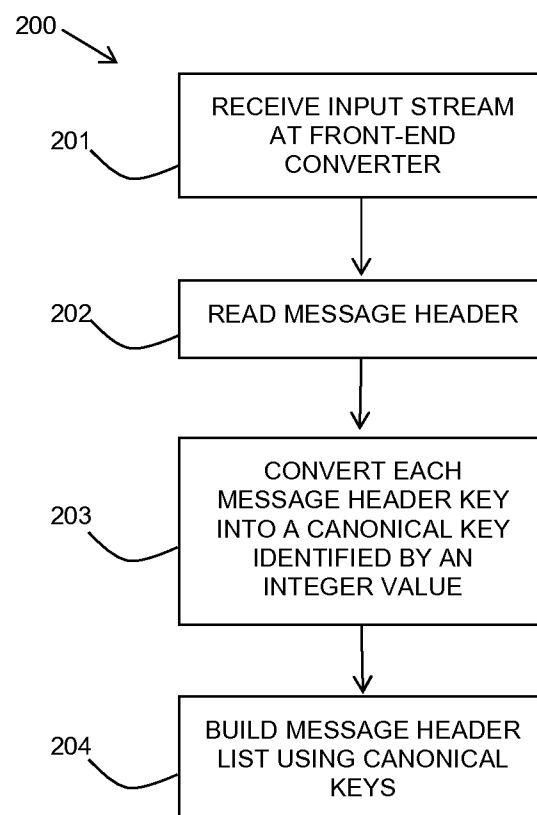 200
RECEIVE INPUT STREAM
AT FRONT-END
CONVERTER
201
READ MESSAGE HEADER
202
CONVERT EACH
MESSAGE HEADER KEY
INTO A CANONICAL KEY
IDENTIFIED BY AN
INTEGER VALUE
203
BUILD MESSAGE HEADER
LIST USING CANONICAL
KEYS
204